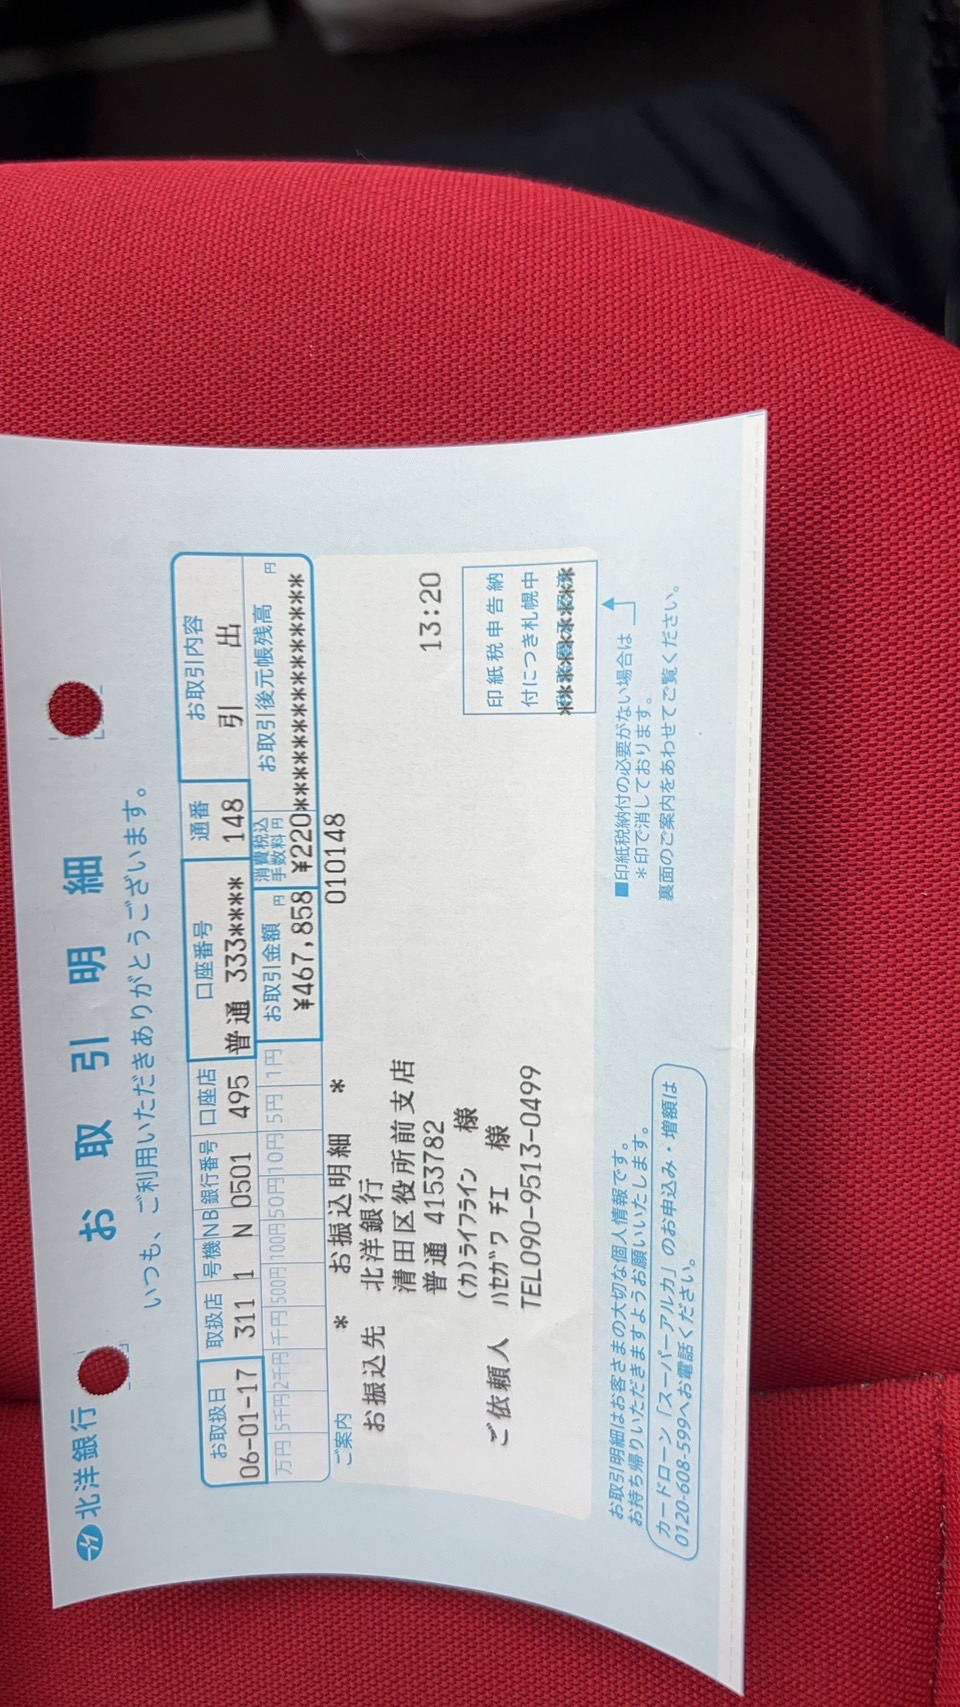 北洋銀行
お取引明細
いつも、ご利用いただきありがとうございます。
お取扱日 取扱店 号機 NB 銀行番号 口座店 口座番号 通番 お取引内容
06-01-17 311 1 N 0501 495 普通 333**** 148 引 出
万円 5千円 2千円 千円 500円 100円 50円 10円 5円 1円 お取引金額 円 消費税込手数料 円 お取引後元帳残高 円
¥467,858 ¥220******************
ご案内 * お振込明細 * 010148
お振込先 北洋銀行
清田区役所前支店
普通 4153782 13:20
(カ)ライフライン 様
ご依頼人 ハセガワ チエ 様
TEL090-9513-0499
印紙税申告納
付につき札幌中
お取引明細はお客さまの大切な個人情報です。
お持ち帰りいただきますようお願いいたします。
カードローン「スーパーアルカ」のお申込み・増額は
0120-608-599へお電話ください。
■印紙税納付の必要がない場合は
*印で消しております。
裏面のご案内をあわせてご覧ください。